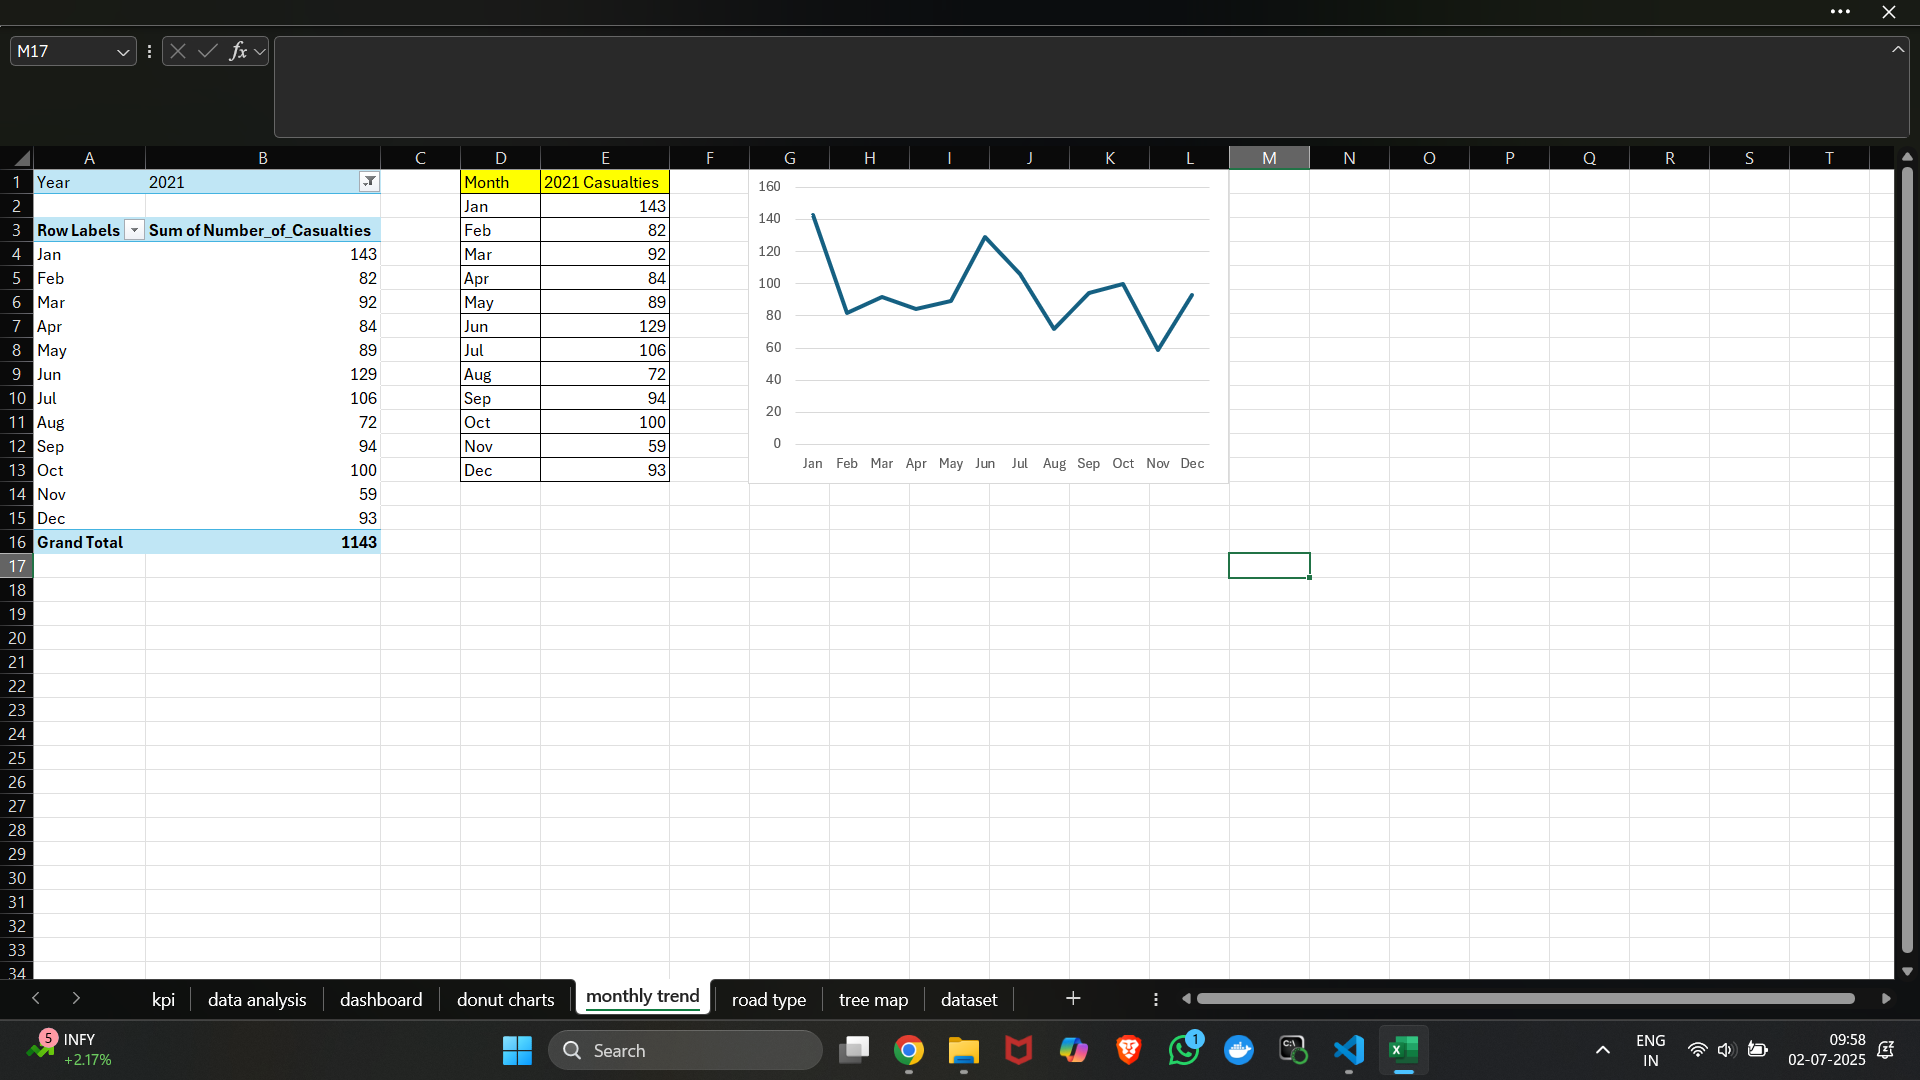 M17
fx
A B C D E F G H I J K L M N O P Q R S T
1 Year 2021 Month 2021 Casualties
2 Jan 143
3 Row Labels Sum of Number_of_Casualties Feb 82
4 Jan 143 Mar 92
5 Feb 82 Apr 84
6 Mar 92 May 89
7 Apr 84 Jun 129
8 May 89 Jul 106
9 Jun 129 Aug 72
10 Jul 106 Sep 94
11 Aug 72 Oct 100
12 Sep 94 Nov 59
13 Oct 100 Dec 93
14 Nov 59
15 Dec 93
16 Grand Total 1143
17
18
19
20
21
22
23
24
25
26
27
28
29
30
31
32
33
34
160
140
120
100
80
60
40
20
0
Jan Feb Mar Apr May Jun Jul Aug Sep Oct Nov Dec
kpi data analysis dashboard donut charts monthly trend road type tree map dataset
5 INFY
+2.17%
Search
1
C:\
X
ENG
IN
09:58
02-07-2025